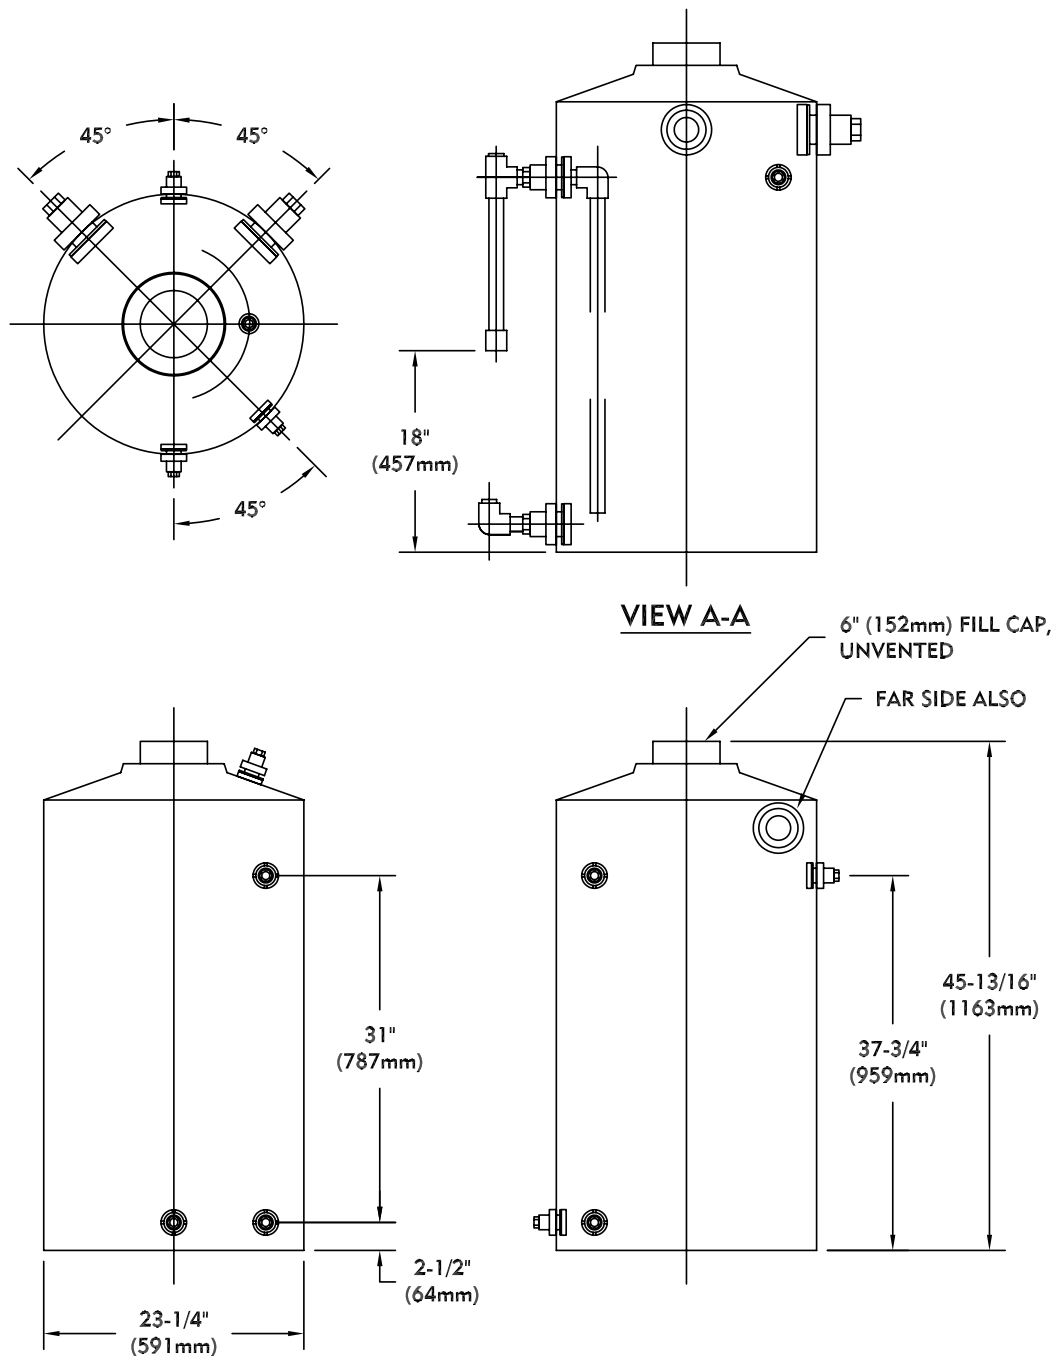 45°
45°
45°
18"
(457mm)
VIEW A-A
6" (152mm) FILL CAP,
UNVENTED
FAR SIDE ALSO
31"
(787mm)
45-13/16"
(1163mm)
37-3/4"
(959mm)
2-1/2"
(64mm)
23-1/4"
(591mm)